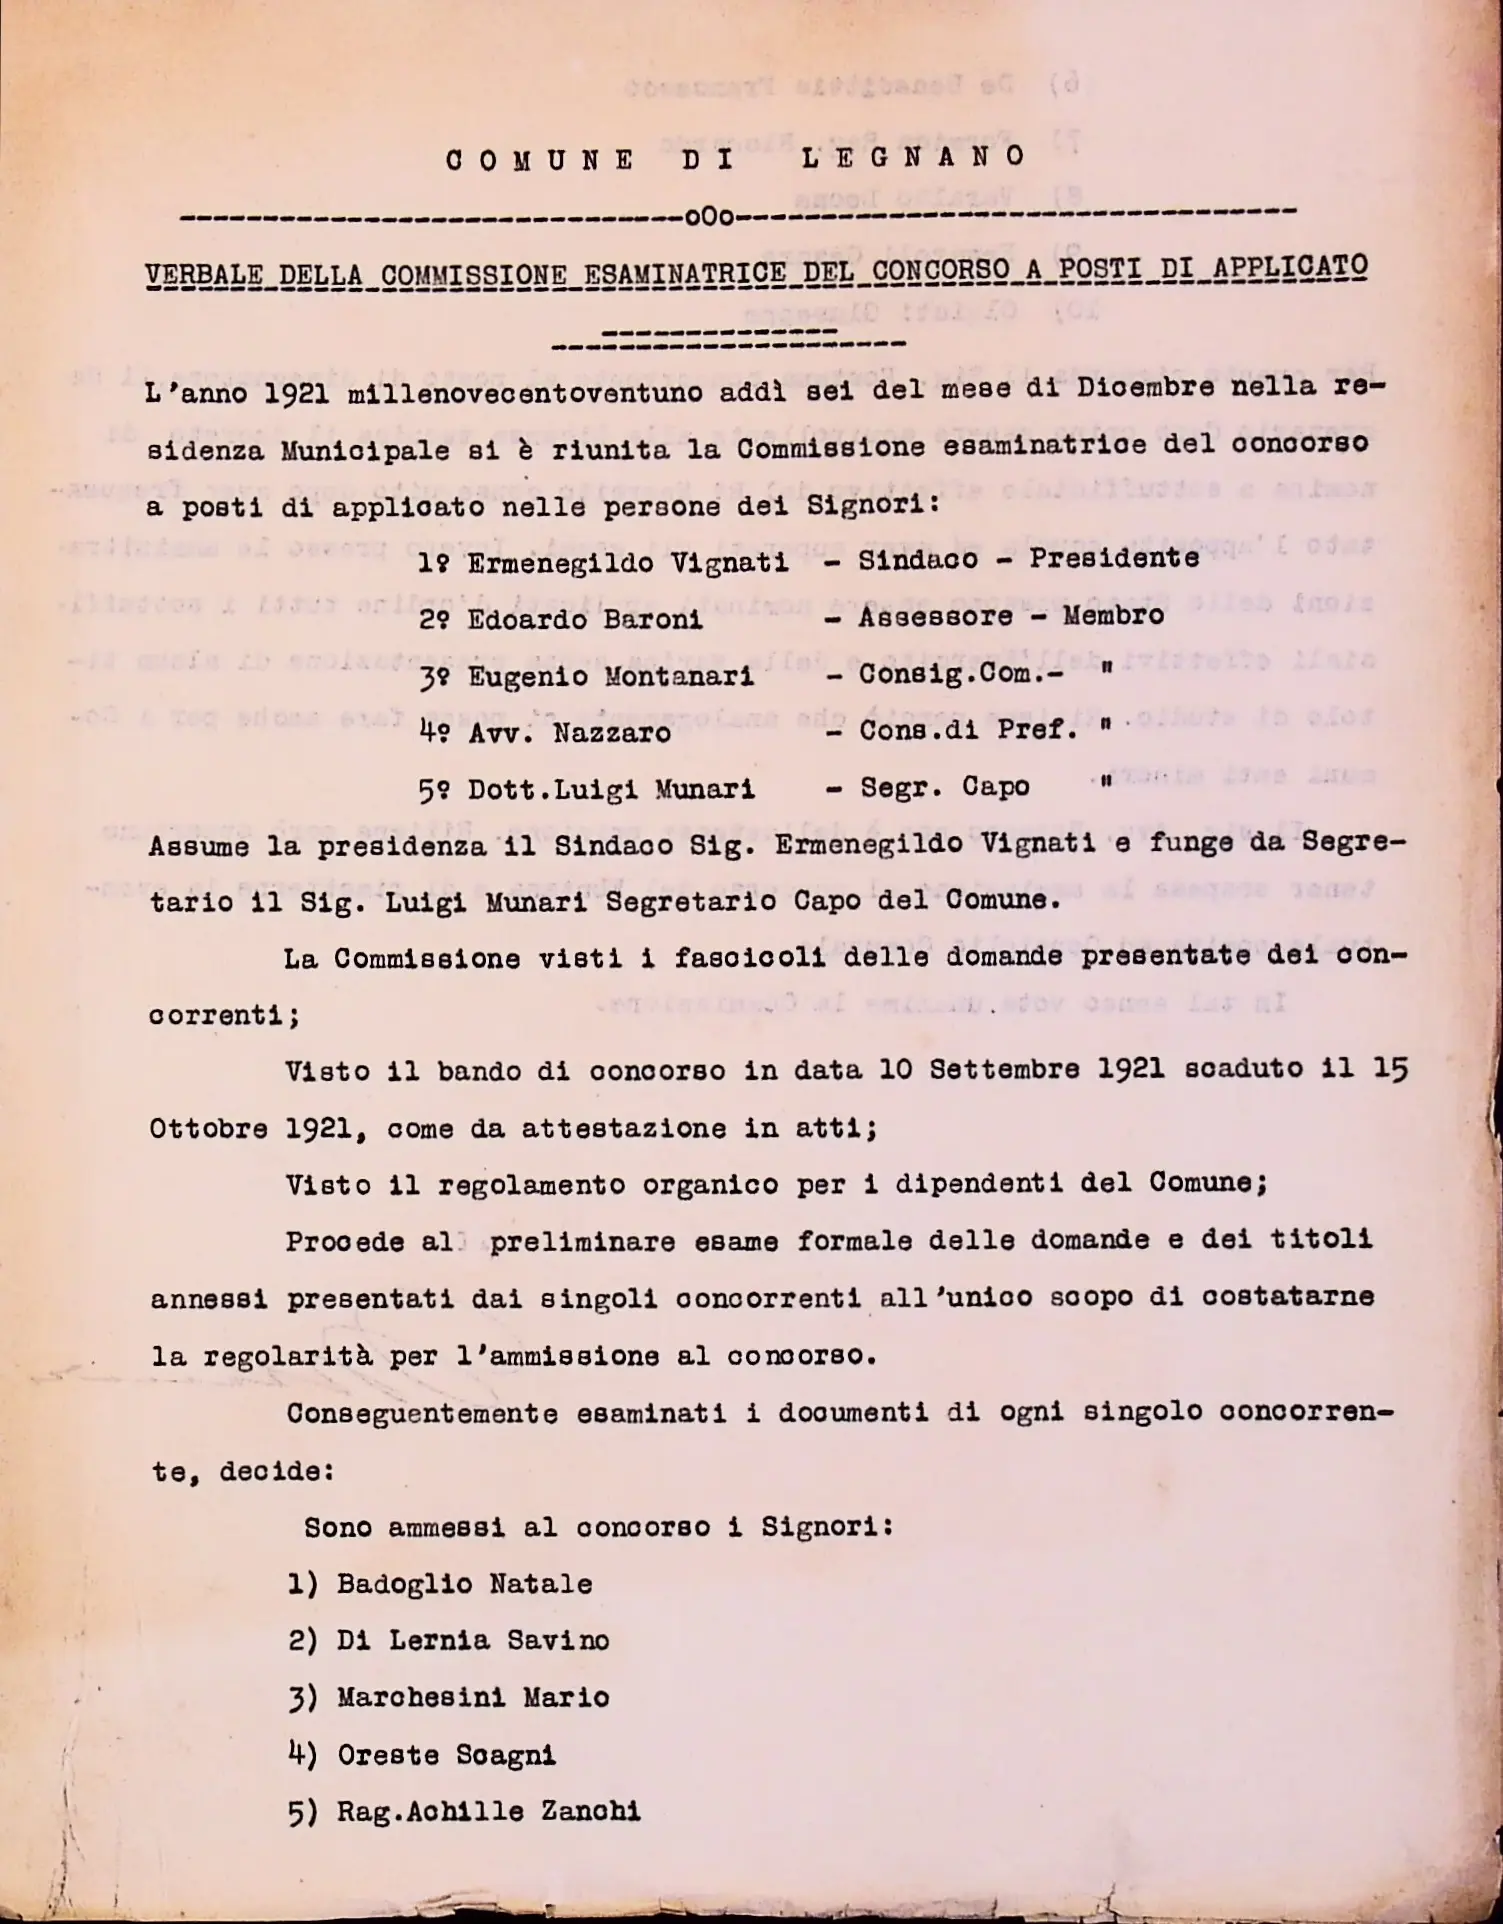 COMUNE DI LEGNANO
------------------------------oOo----------------------------------
VERBALE DELLA COMMISSIONE ESAMINATRICE DEL CONCORSO A POSTI DI APPLICATO
L'anno 1921 millenovecentoventuno addì sei del mese di Dicembre nella re-
sidenza Municipale si è riunita la Commissione esaminatrice del concorso
a posti di applicato nelle persone dei Signori:
1º Ermenegildo Vignati - Sindaco - Presidente
2º Edoardo Baroni - Assessore - Membro
3º Eugenio Montanari - Consig.Com.- "
4º Avv. Nazzaro - Cons.di Pref. "
5º Dott.Luigi Munari - Segr. Capo "
Assume la presidenza il Sindaco Sig. Ermenegildo Vignati e funge da Segre-
tario il Sig. Luigi Munari Segretario Capo del Comune.
La Commissione visti i fascicoli delle domande presentate dei con-
correnti;
Visto il bando di concorso in data 10 Settembre 1921 scaduto il 15
Ottobre 1921, come da attestazione in atti;
Visto il regolamento organico per i dipendenti del Comune;
Procede al preliminare esame formale delle domande e dei titoli
annessi presentati dai singoli concorrenti all'unico scopo di costatarne
la regolarità per l'ammissione al concorso.
Conseguentemente esaminati i documenti di ogni singolo concorren-
te, decide:
Sono ammessi al concorso i Signori:
1) Badoglio Natale
2) Di Lernia Savino
3) Marchesini Mario
4) Oreste Scagni
5) Rag.Achille Zanchi